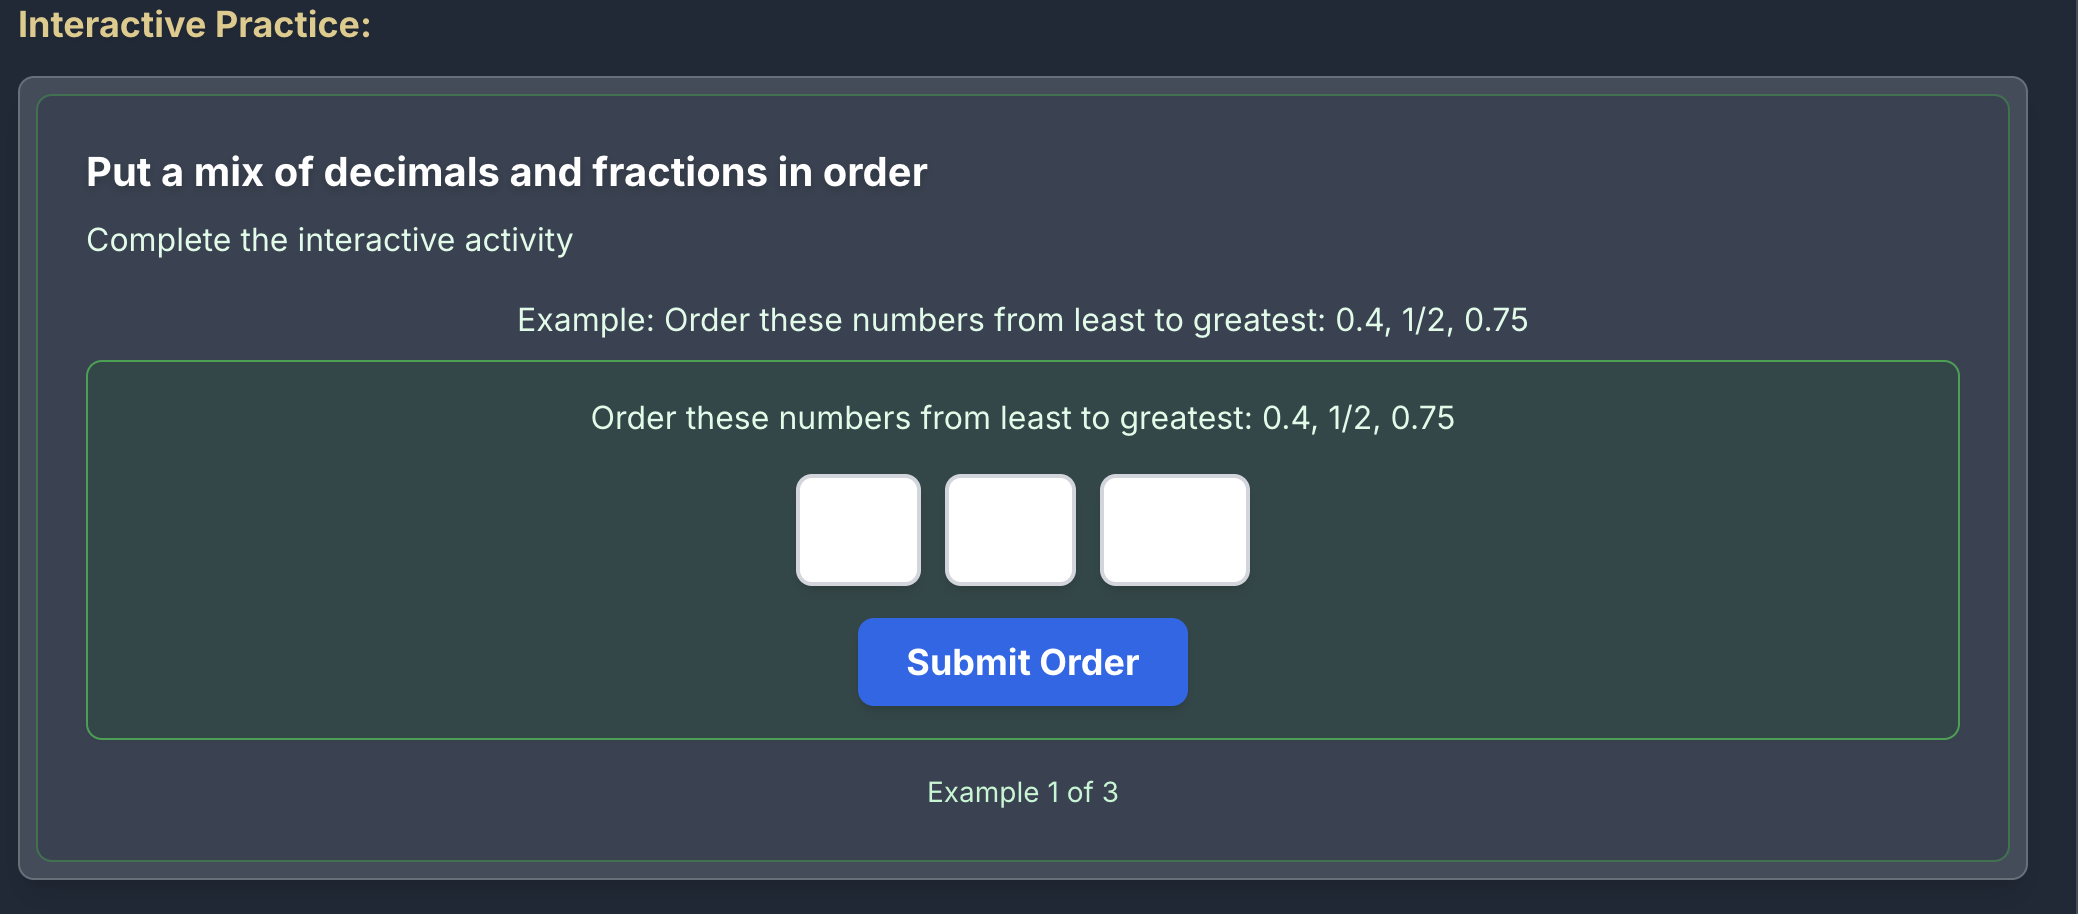 Interactive Practice:
Put a mix of decimals and fractions in order
Complete the interactive activity
Example: Order these numbers from least to greatest: 0.4, 1/2, 0.75
Order these numbers from least to greatest: 0.4, 1/2, 0.75
Submit Order
Example 1 of 3